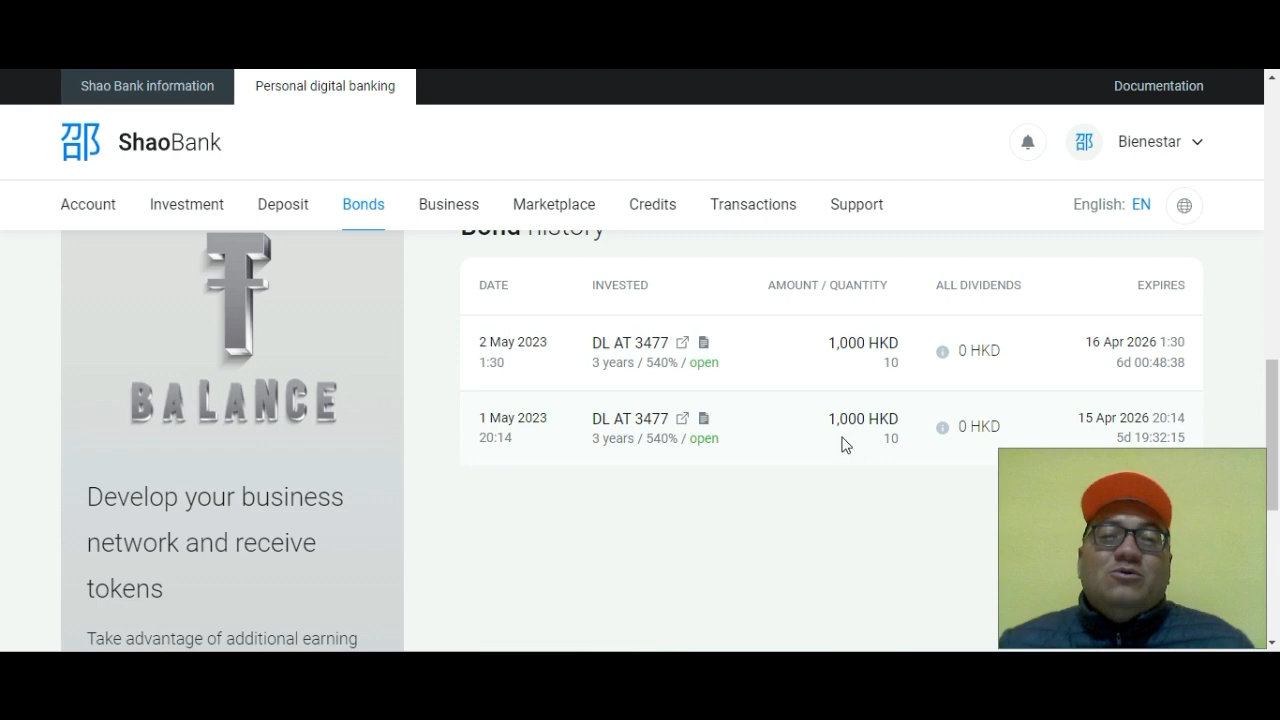 Shao Bank information
Personal digital banking
Documentation
邵 ShaoBank
邵 Bienestar
Account Investment Deposit Bonds Business Marketplace Credits Transactions Support English: EN
Bond history
DATE INVESTED AMOUNT / QUANTITY ALL DIVIDENDS EXPIRES
2 May 2023 DL AT 3477 1,000 HKD 0 HKD 16 Apr 2026 1:30
1:30 3 years / 540% / open 10 6d 00:48:38
1 May 2023 DL AT 3477 1,000 HKD 0 HKD 15 Apr 2026 20:14
20:14 3 years / 540% / open 10 5d 19:32:15
BALANCE
Develop your business
network and receive
tokens
Take advantage of additional earning